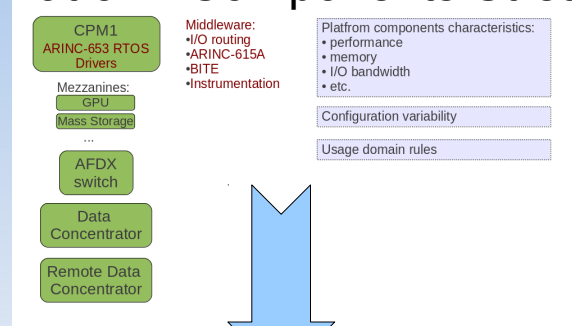 CPM1
ARINC-653 RTOS
Drivers
Mezzanines:
GPU
Mass Storage
...
AFDX
switch
Data
Concentrator
Remote Data
Concentrator
Middleware:
•I/O routing
•ARINC-615A
•BITE
•Instrumentation
Platfrom components characteristics:
• performance
• memory
• I/O bandwidth
• etc.
Configuration variability
Usage domain rules